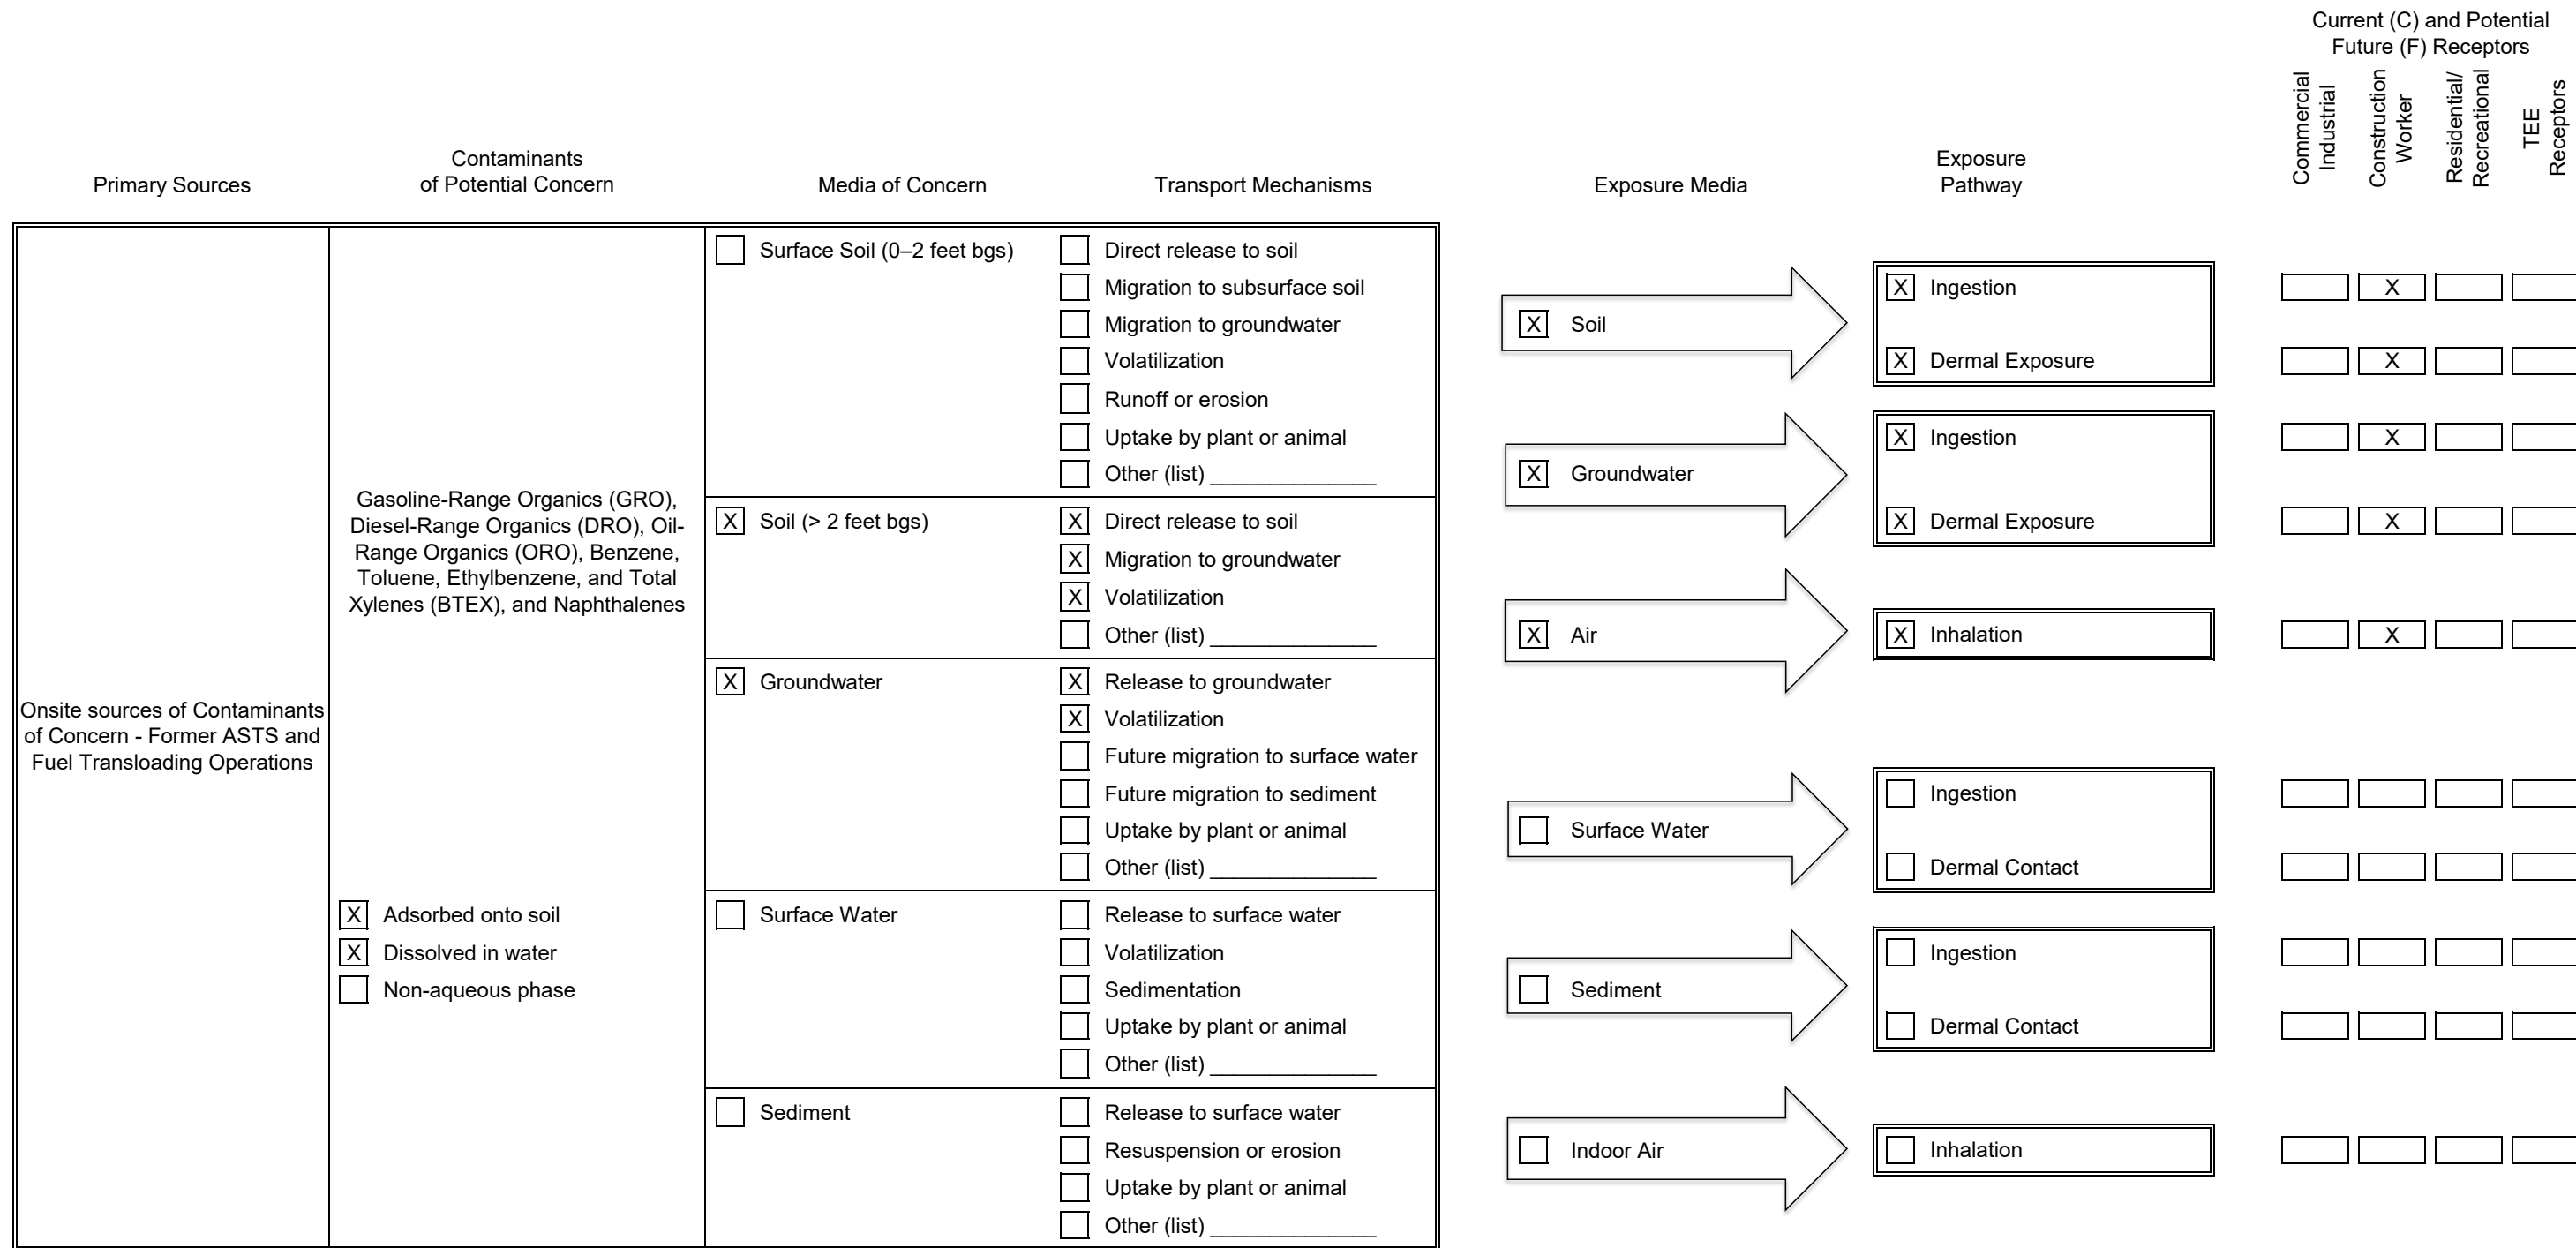 Current (C) and Potential
Future (F) Receptors
Commercial
Industrial
Construction
Worker
Residential/
Recreational
TEE
Receptors
Primary Sources
Contaminants
of Potential Concern
Media of Concern
Transport Mechanisms
Exposure Media
Exposure
Pathway
Onsite sources of Contaminants
of Concern - Former ASTS and
Fuel Transloading Operations
Gasoline-Range Organics (GRO),
Diesel-Range Organics (DRO), Oil-
Range Organics (ORO), Benzene,
Toluene, Ethylbenzene, and Total
Xylenes (BTEX), and Naphthalenes
X Adsorbed onto soil
X Dissolved in water
Non-aqueous phase
Surface Soil (0–2 feet bgs)
Direct release to soil
Migration to subsurface soil
Migration to groundwater
Volatilization
Runoff or erosion
Uptake by plant or animal
Other (list) ______________
X Soil (> 2 feet bgs)
X Direct release to soil
X Migration to groundwater
X Volatilization
Other (list) ______________
X Groundwater
X Release to groundwater
X Volatilization
Future migration to surface water
Future migration to sediment
Uptake by plant or animal
Other (list) ______________
Surface Water
Release to surface water
Volatilization
Sedimentation
Uptake by plant or animal
Other (list) ______________
Sediment
Release to surface water
Resuspension or erosion
Uptake by plant or animal
Other (list) ______________
X Soil
X Ingestion X
X Dermal Exposure X
X Groundwater
X Ingestion X
X Dermal Exposure X
X Air
X Inhalation X
Surface Water
Ingestion
Dermal Contact
Sediment
Ingestion
Dermal Contact
Indoor Air
Inhalation